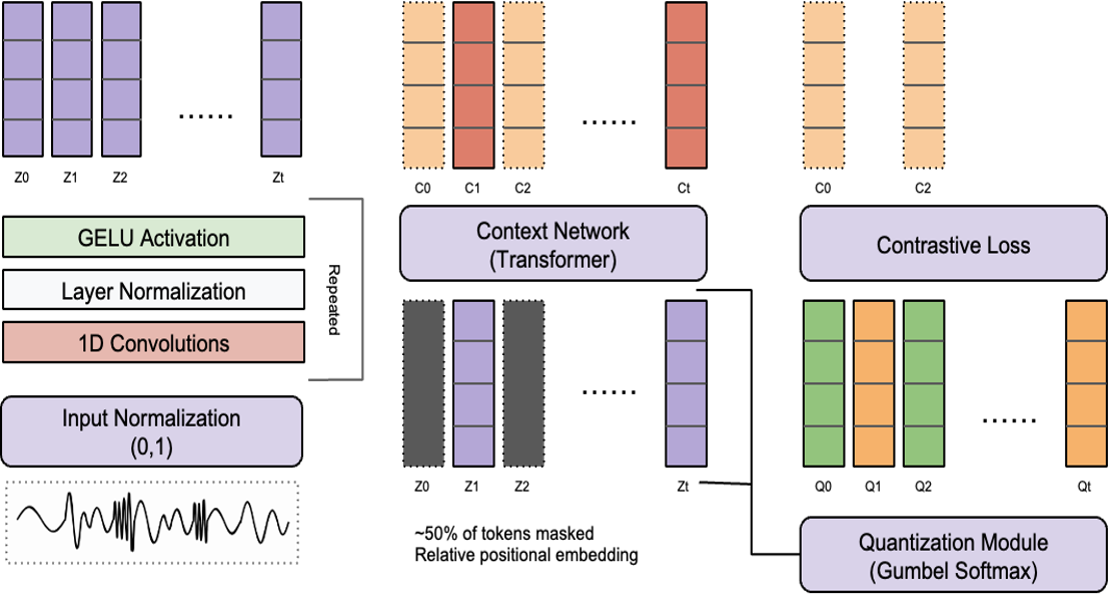 Z0 Z1 Z2 ...... Zt
GELU Activation
Layer Normalization
1D Convolutions
Repeated
Input Normalization
(0,1)
C0 C1 C2 ...... Ct
Context Network
(Transformer)
Z0 Z1 Z2 ...... Zt
~50% of tokens masked
Relative positional embedding
C0 C2
Contrastive Loss
Q0 Q1 Q2 ...... Qt
Quantization Module
(Gumbel Softmax)